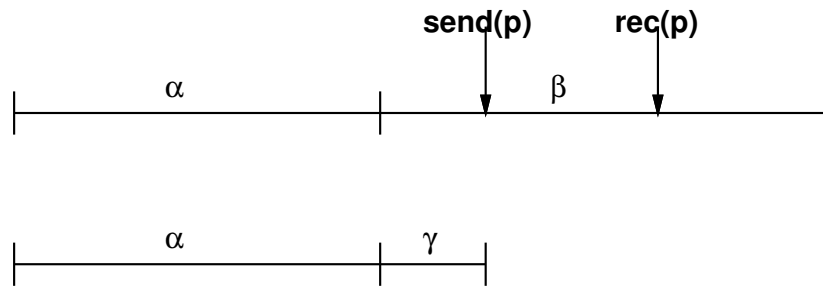 send(p) rec(p)
α β
α γ